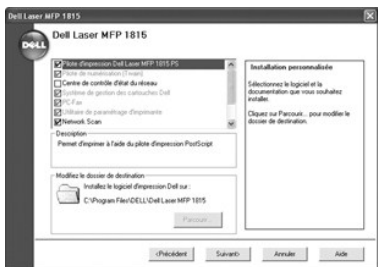 Dell Laser MFP 1815
DELL
Dell Laser MFP 1815
Pilote d'impression Dell Laser MFP 1815 PS
Pilote de numérisation (Twain)
Centre de contrôle d'état du réseau
Système de gestion des cartouches Dell
PC-Fax
Utilitaire de paramétrage d'imprimante
Network Scan
Description
Permet d'imprimer à l'aide du pilote d'impression PostScript
Modifiez le dossier de destination
Installez le logiciel d'impression Dell sur :
C:\Program Files\DELL\Dell Laser MFP 1815
Parcourir...
Installation personnalisée
Sélectionnez le logiciel et la
documentation que vous souhaitez
installer.
Cliquez sur Parcourir... pour modifier le
dossier de destination.
<Précédent
Suivant>
Annuler
Aide